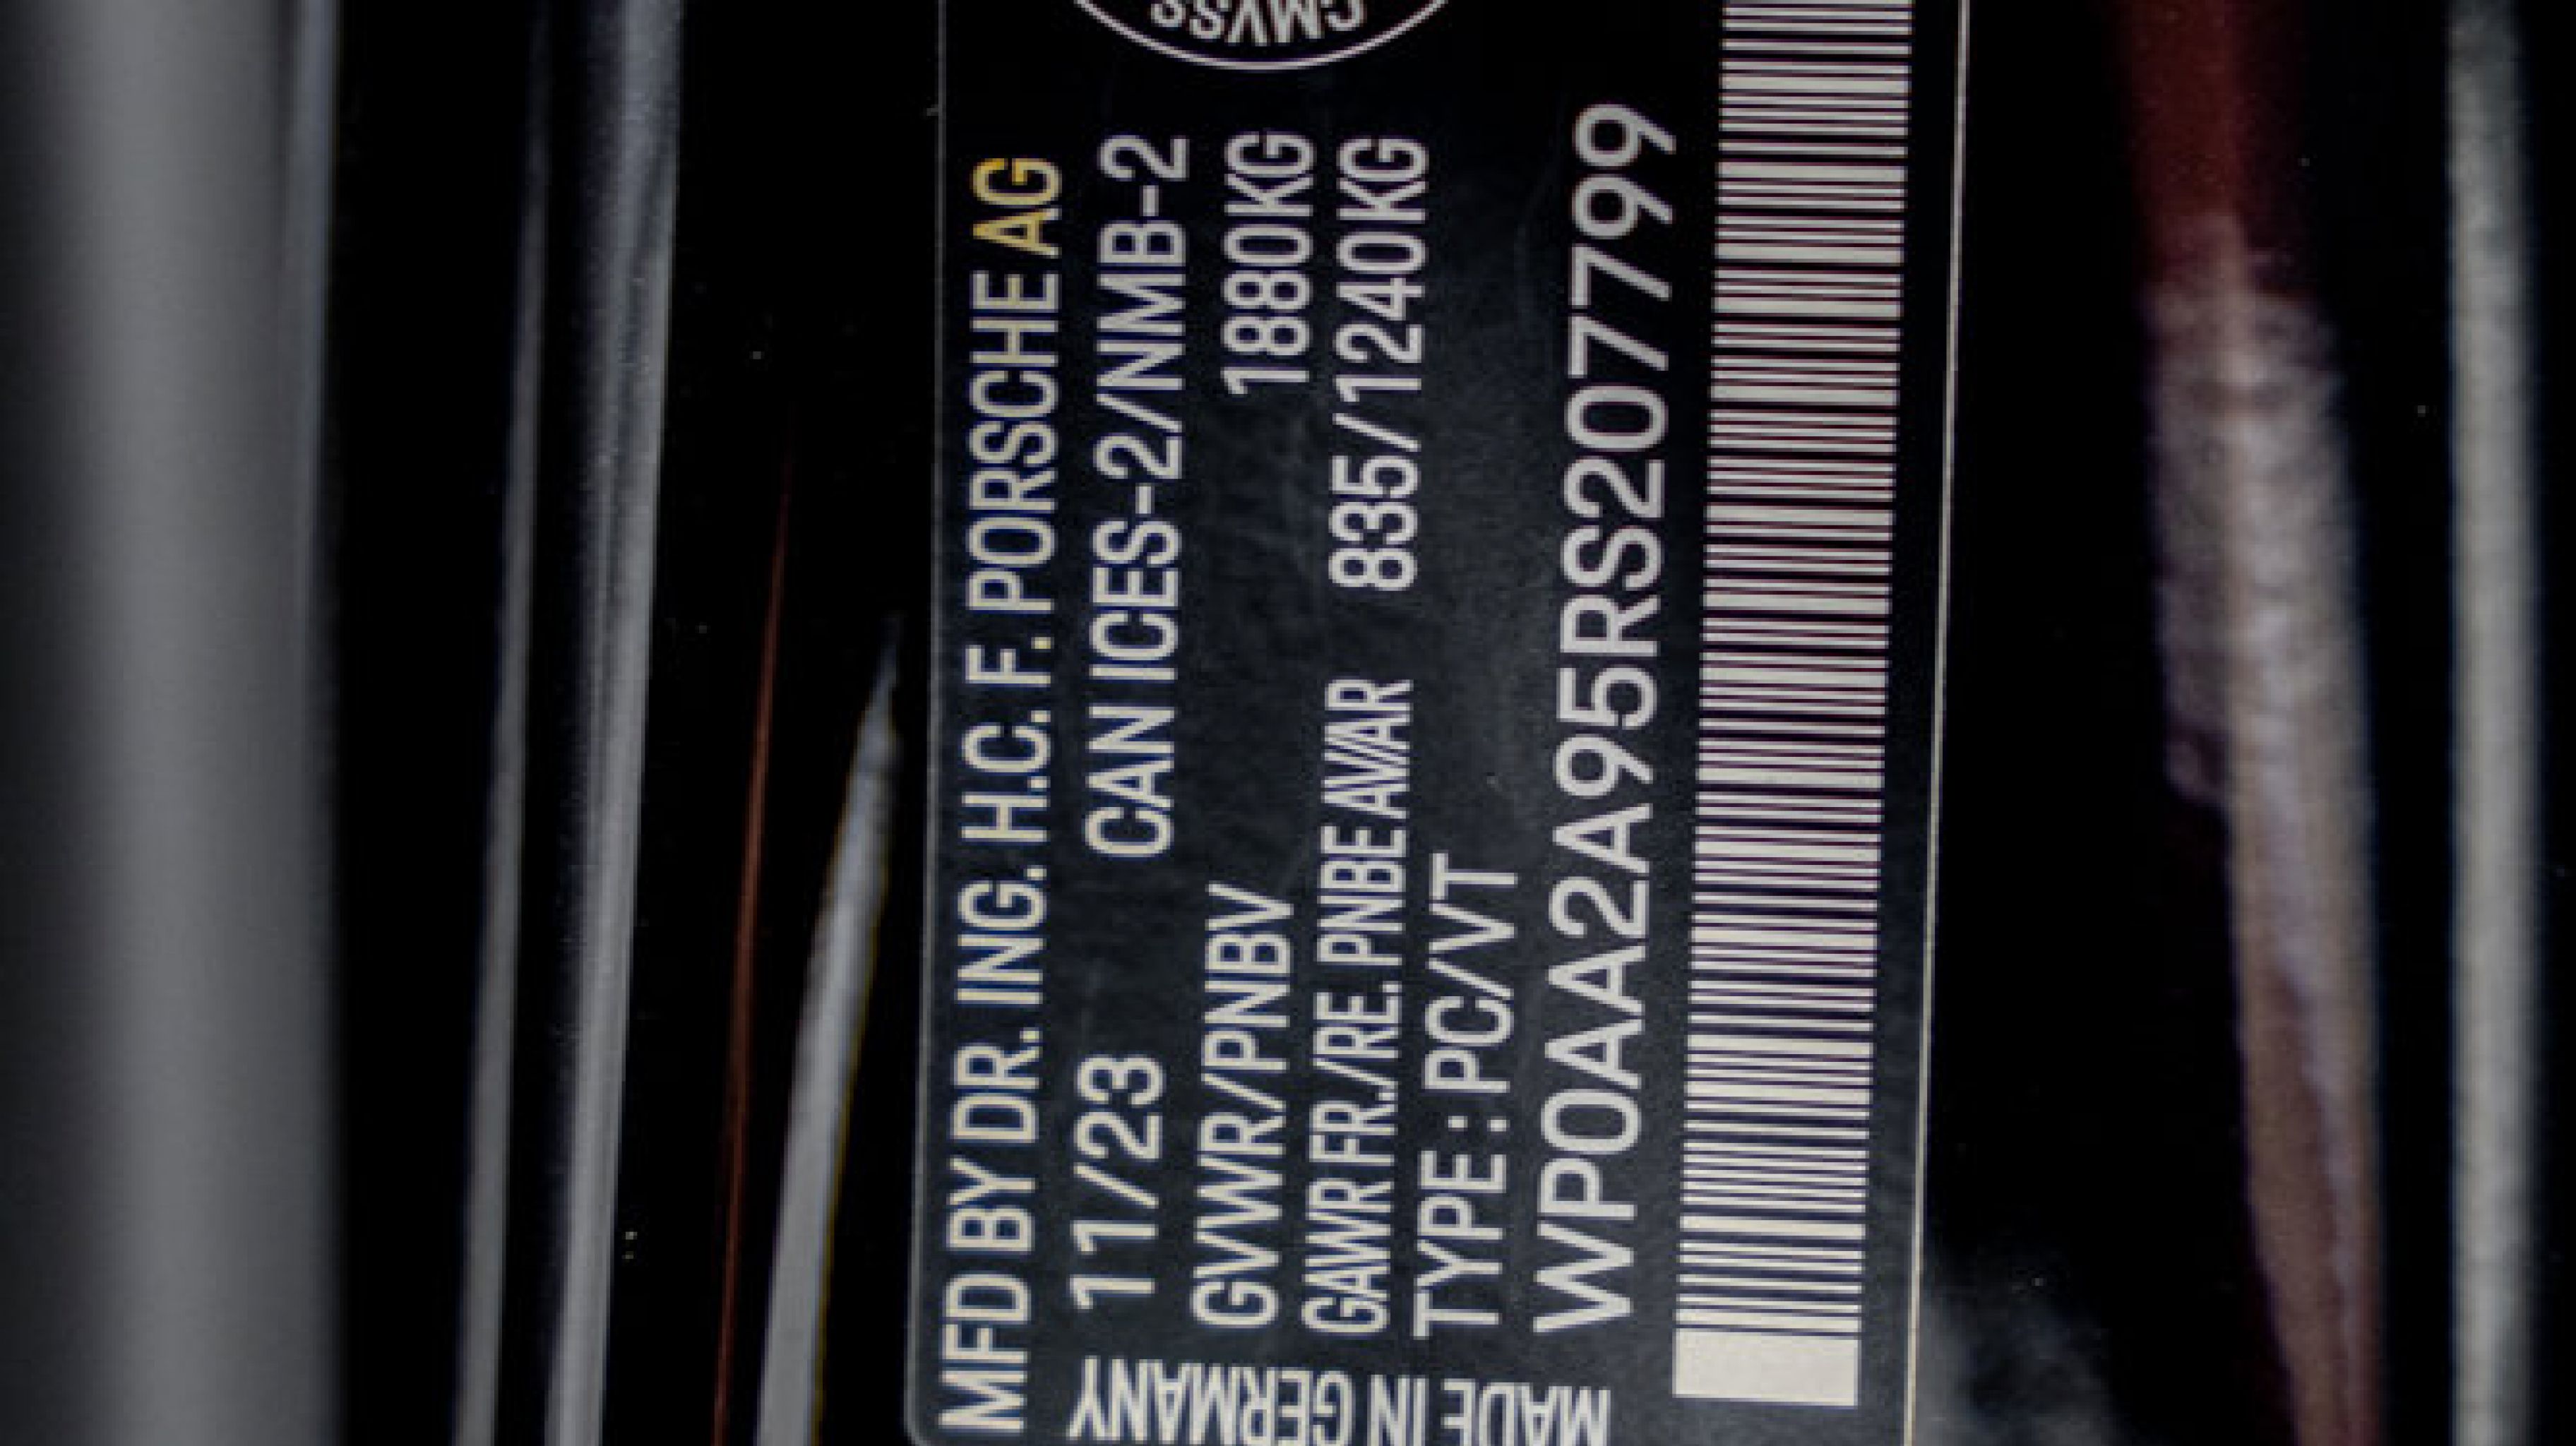 MFD BY DR. ING. H.C. F. PORSCHE AG
11/23 CAN ICES-2/NMB-2
GVWR/PNBV 1880KG
GAWR FR./RE. PNBE AV/AR 835/1240KG
TYPE : PC/VT
WP0AA2A95RS207799
MADE IN GERMANY
CMVSS